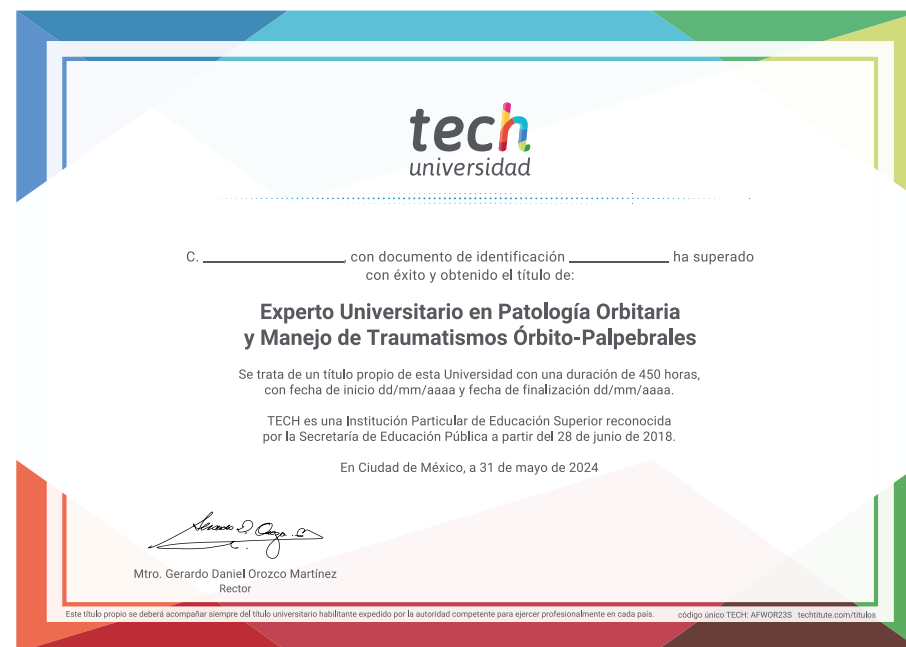 tech
universidad
C. ____________, con documento de identificación ____________ ha superado
con éxito y obtenido el título de:
Experto Universitario en Patología Orbitaria
y Manejo de Traumatismos Órbito-Palpebrales
Se trata de un título propio de esta Universidad con una duración de 450 horas,
con fecha de inicio dd/mm/aaaa y fecha de finalización dd/mm/aaaa.
TECH es una Institución Particular de Educación Superior reconocida
por la Secretaría de Educación Pública a partir del 28 de junio de 2018.
En Ciudad de México, a 31 de mayo de 2024
Mtro. Gerardo Daniel Orozco Martínez
Rector
Este título propio se deberá acompañar siempre del título universitario habilitante expedido por la autoridad competente para ejercer profesionalmente en cada país. código único TECH: AFWOR23S techtitute.com/titulos